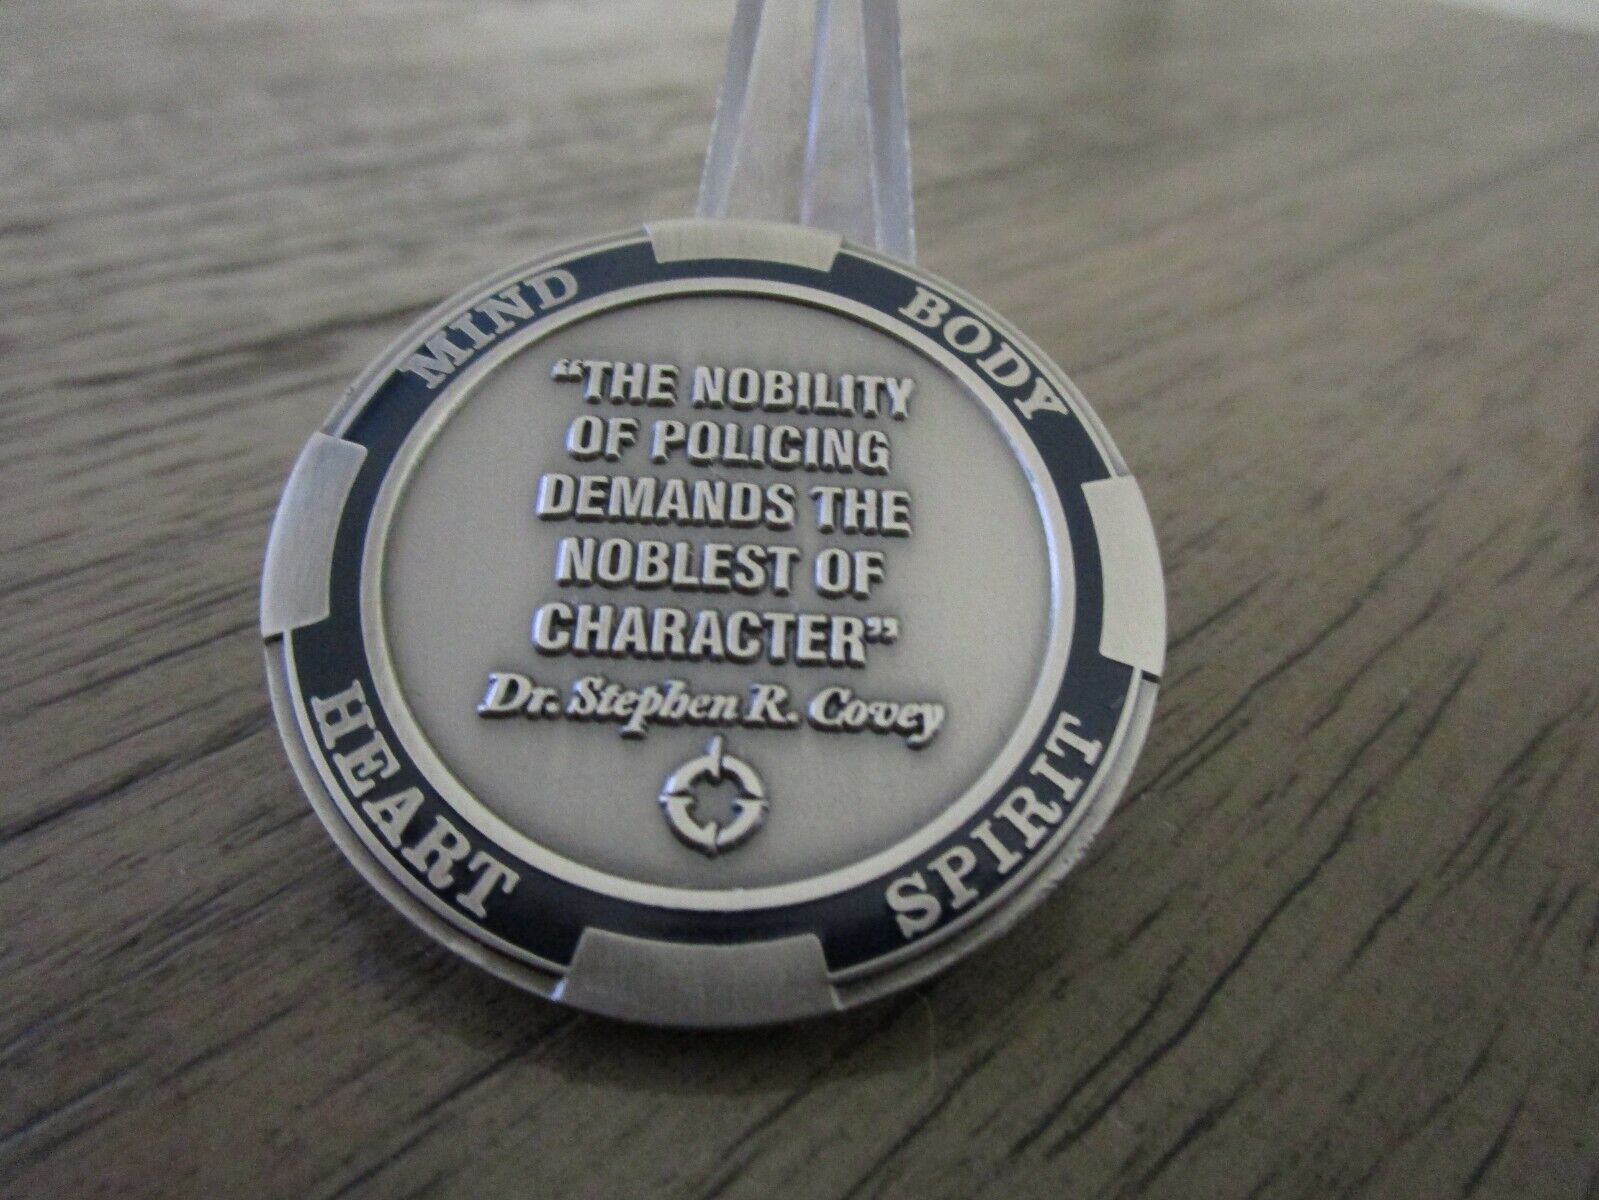 MIND
BODY
“THE NOBILITY
OF POLICING
DEMANDS THE
NOBLEST OF
CHARACTER”
Dr. Stephen R. Covey
HEART
SPIRIT